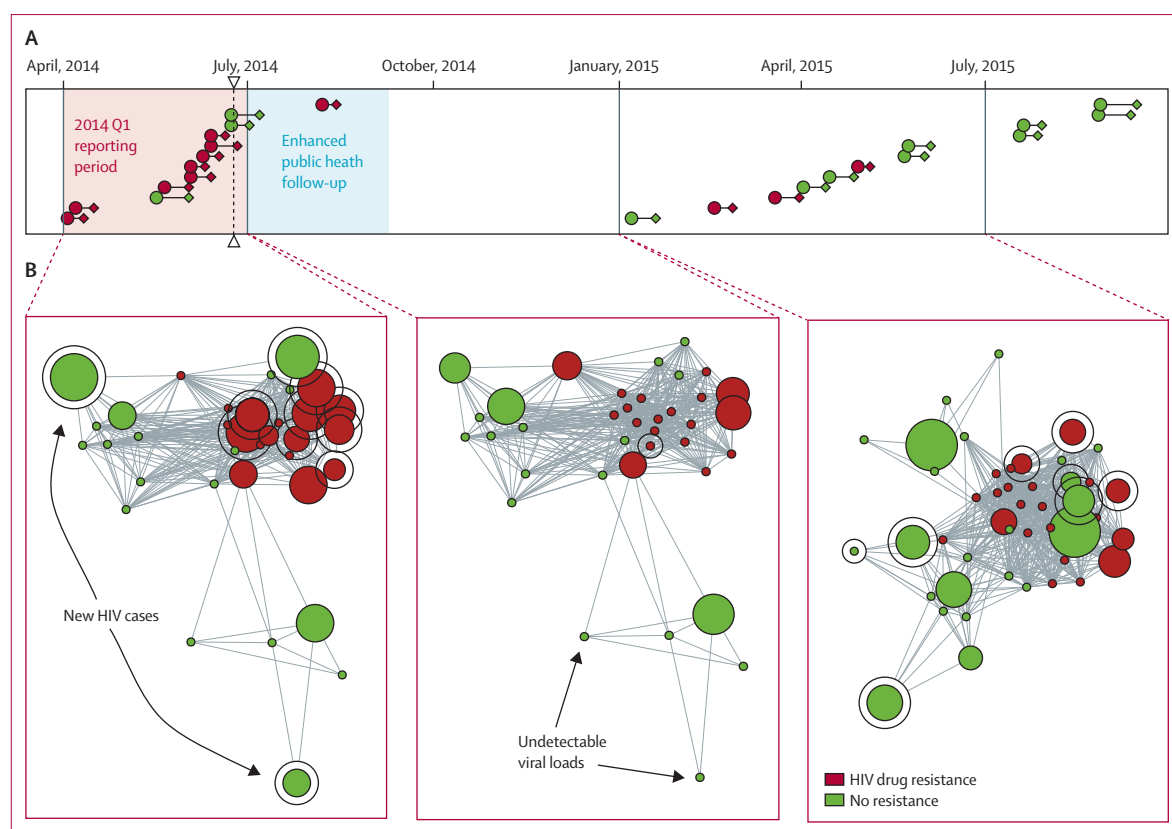 A
April, 2014
July, 2014
October, 2014
January, 2015
April, 2015
July, 2015
2014 Q1
reporting
period
Enhanced
public heath
follow-up
B
New HIV cases
Undetectable
viral loads
HIV drug resistance
No resistance